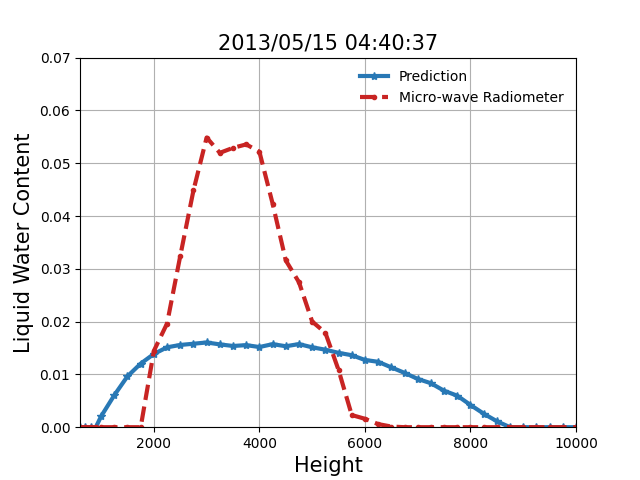 2013/05/15 04:40:37
0.07
0.06
0.05
0.04
0.03
0.02
0.01
0.00
Liquid Water Content
Prediction
Micro-wave Radiometer
2000 4000 6000 8000 10000
Height